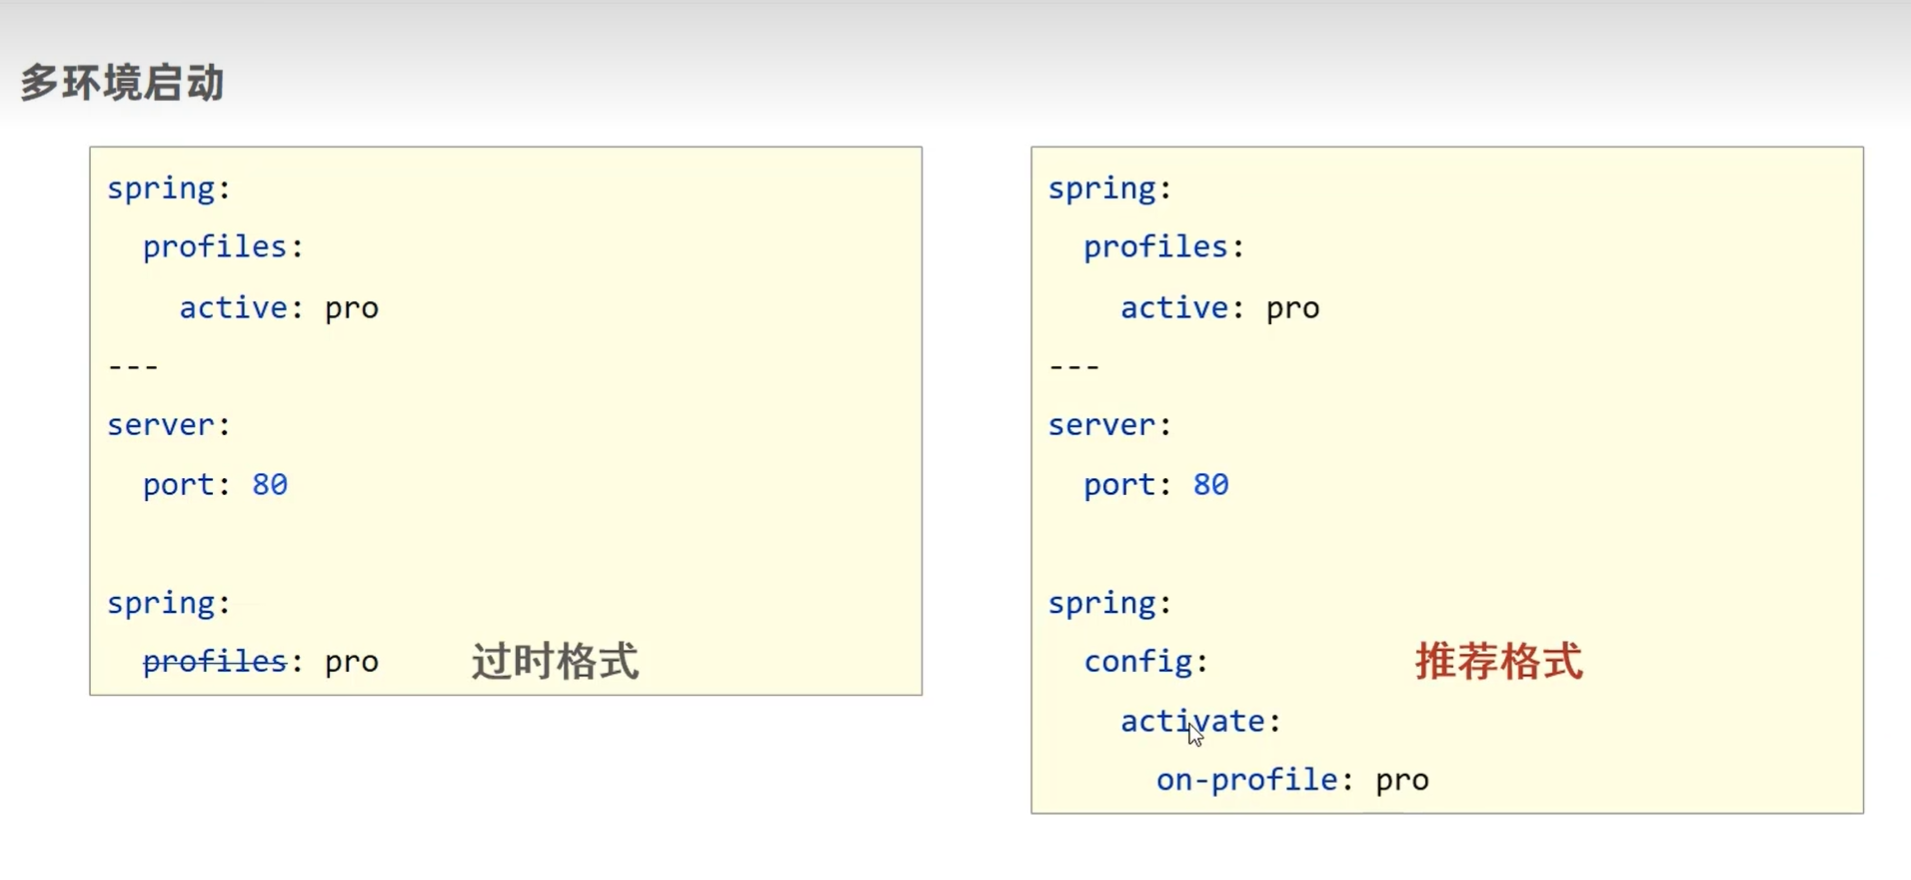 多环境启动
spring:
  profiles:
    active: pro
---
server:
  port: 80
spring:
  profiles: pro 过时格式
spring:
  profiles:
    active: pro
---
server:
  port: 80
spring:
  config: 推荐格式
    activate:
      on-profile: pro